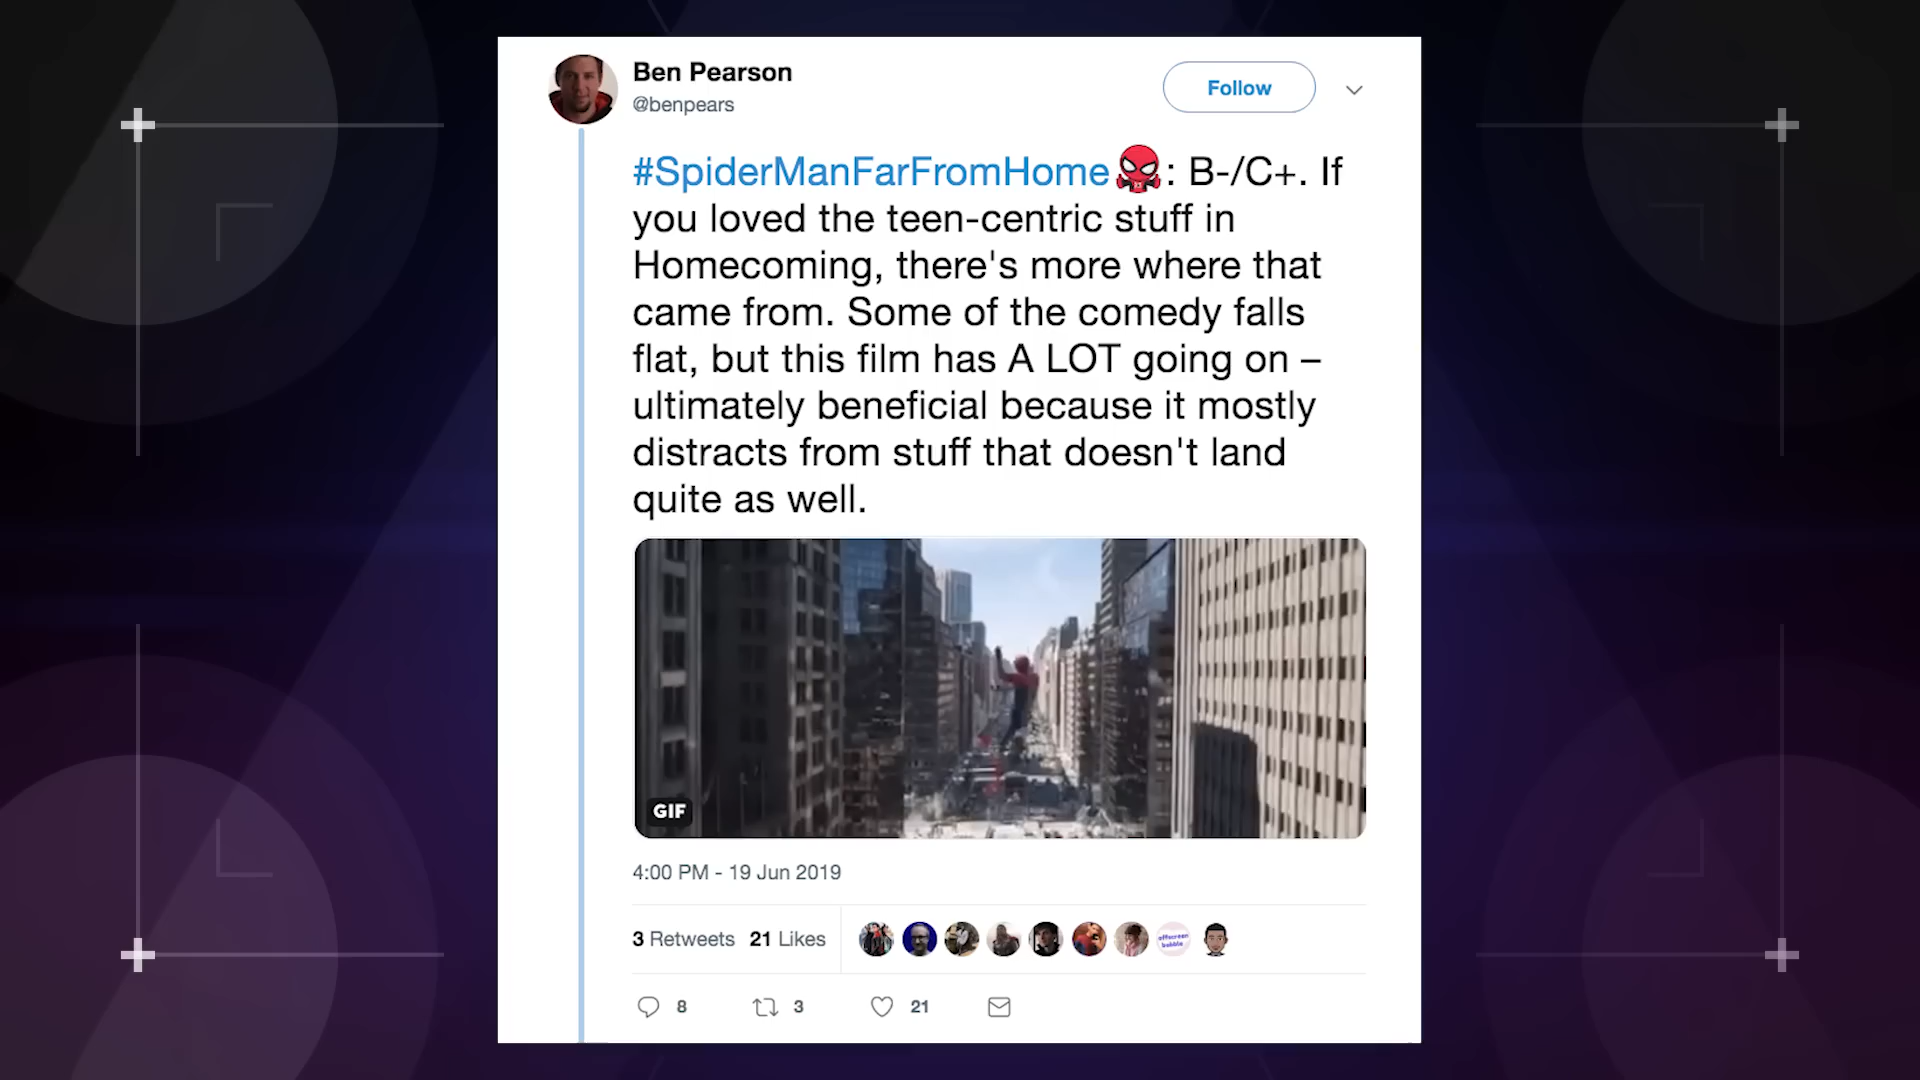 Ben Pearson
@benpears
Follow
#SpiderManFarFromHome: B-/C+. If
you loved the teen-centric stuff in
Homecoming, there's more where that
came from. Some of the comedy falls
flat, but this film has A LOT going on –
ultimately beneficial because it mostly
distracts from stuff that doesn't land
quite as well.
GIF
4:00 PM - 19 Jun 2019
3 Retweets 21 Likes
offscreen
babble
8 3 21